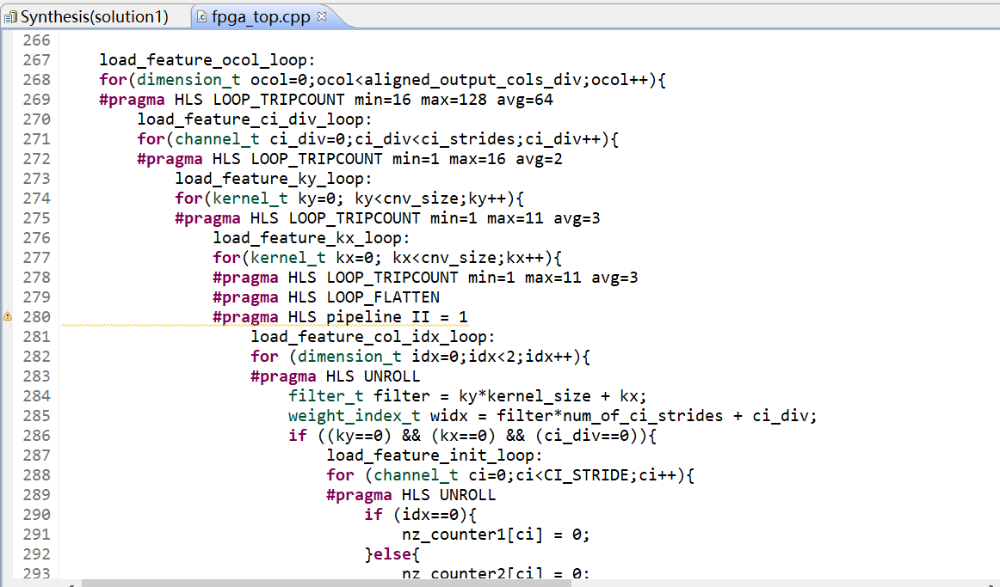 Synthesis(solution1) fpga_top.cpp
266
267 load_feature_ocol_loop:
268 for(dimension_t ocol=0;ocol<aligned_output_cols_div;ocol++){
269 #pragma HLS LOOP_TRIPCOUNT min=16 max=128 avg=64
270 load_feature_ci_div_loop:
271 for(channel_t ci_div=0;ci_div<ci_strides;ci_div++){
272 #pragma HLS LOOP_TRIPCOUNT min=1 max=16 avg=2
273 load_feature_ky_loop:
274 for(kernel_t ky=0; ky<cnv_size;ky++){
275 #pragma HLS LOOP_TRIPCOUNT min=1 max=11 avg=3
276 load_feature_kx_loop:
277 for(kernel_t kx=0; kx<cnv_size;kx++){
278 #pragma HLS LOOP_TRIPCOUNT min=1 max=11 avg=3
279 #pragma HLS LOOP_FLATTEN
280 #pragma HLS pipeline II = 1
281 load_feature_col_idx_loop:
282 for (dimension_t idx=0;idx<2;idx++){
283 #pragma HLS UNROLL
284 filter_t filter = ky*kernel_size + kx;
285 weight_index_t widx = filter*num_of_ci_strides + ci_div;
286 if ((ky==0) && (kx==0) && (ci_div==0)){
287 load_feature_init_loop:
288 for (channel_t ci=0;ci<CI_STRIDE;ci++){
289 #pragma HLS UNROLL
290 if (idx==0){
291 nz_counter1[ci] = 0;
292 }else{
293 nz_counter2[ci] = 0;